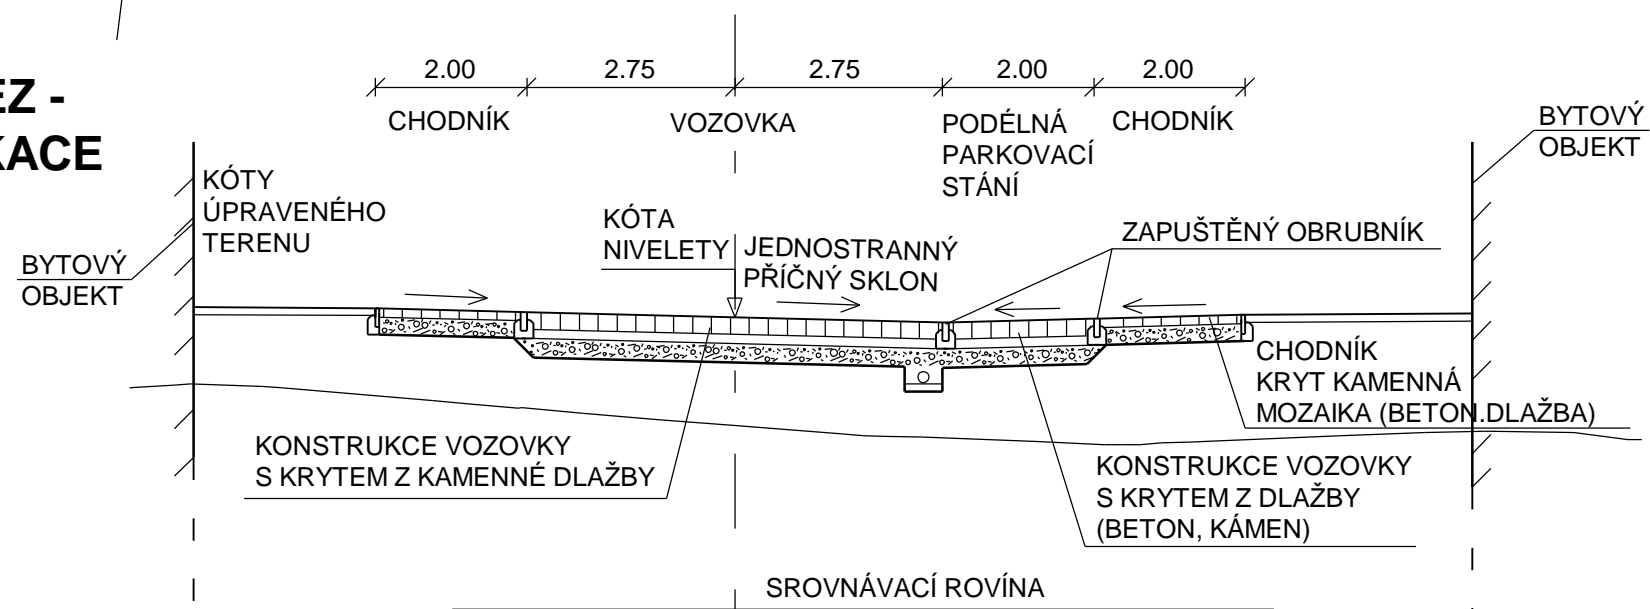 EZ -
KACE
2.00 2.75 2.75 2.00 2.00
CHODNÍK
VOZOVKA
PODÉLNÁ
PARKOVACÍ
STÁNÍ
CHODNÍK
BYTOVÝ
OBJEKT
KÓTY
ÚPRAVENÉHO
TERENU
BYTOVÝ
OBJEKT
KÓTA
NIVELETY
JEDNOSTRANNÝ
PŘÍČNÝ SKLON
ZAPUŠTĚNÝ OBRUBNÍK
CHODNÍK
KRYT KAMENNÁ
MOZAIKA (BETON.DLAŽBA)
KONSTRUKCE VOZOVKY
S KRYTEM Z KAMENNÉ DLAŽBY
KONSTRUKCE VOZOVKY
S KRYTEM Z DLAŽBY
(BETON, KÁMEN)
SROVNÁVACÍ ROVÍNA